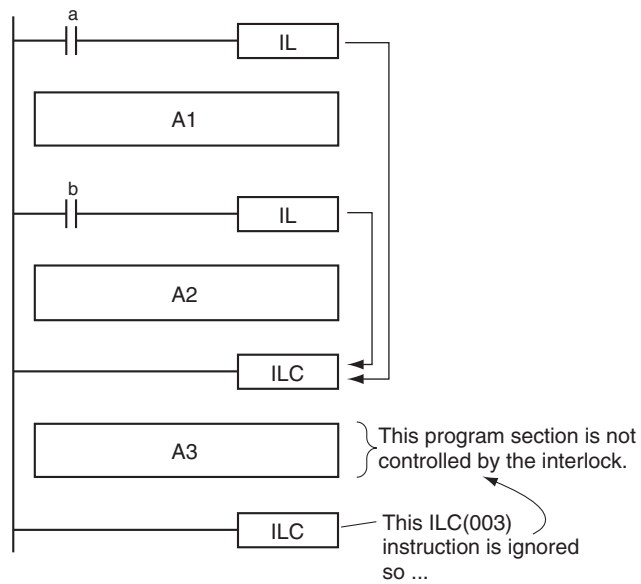 a
IL
A1
b
IL
A2
ILC
A3
This program section is not
controlled by the interlock.
ILC
This ILC(003)
instruction is ignored
so ...